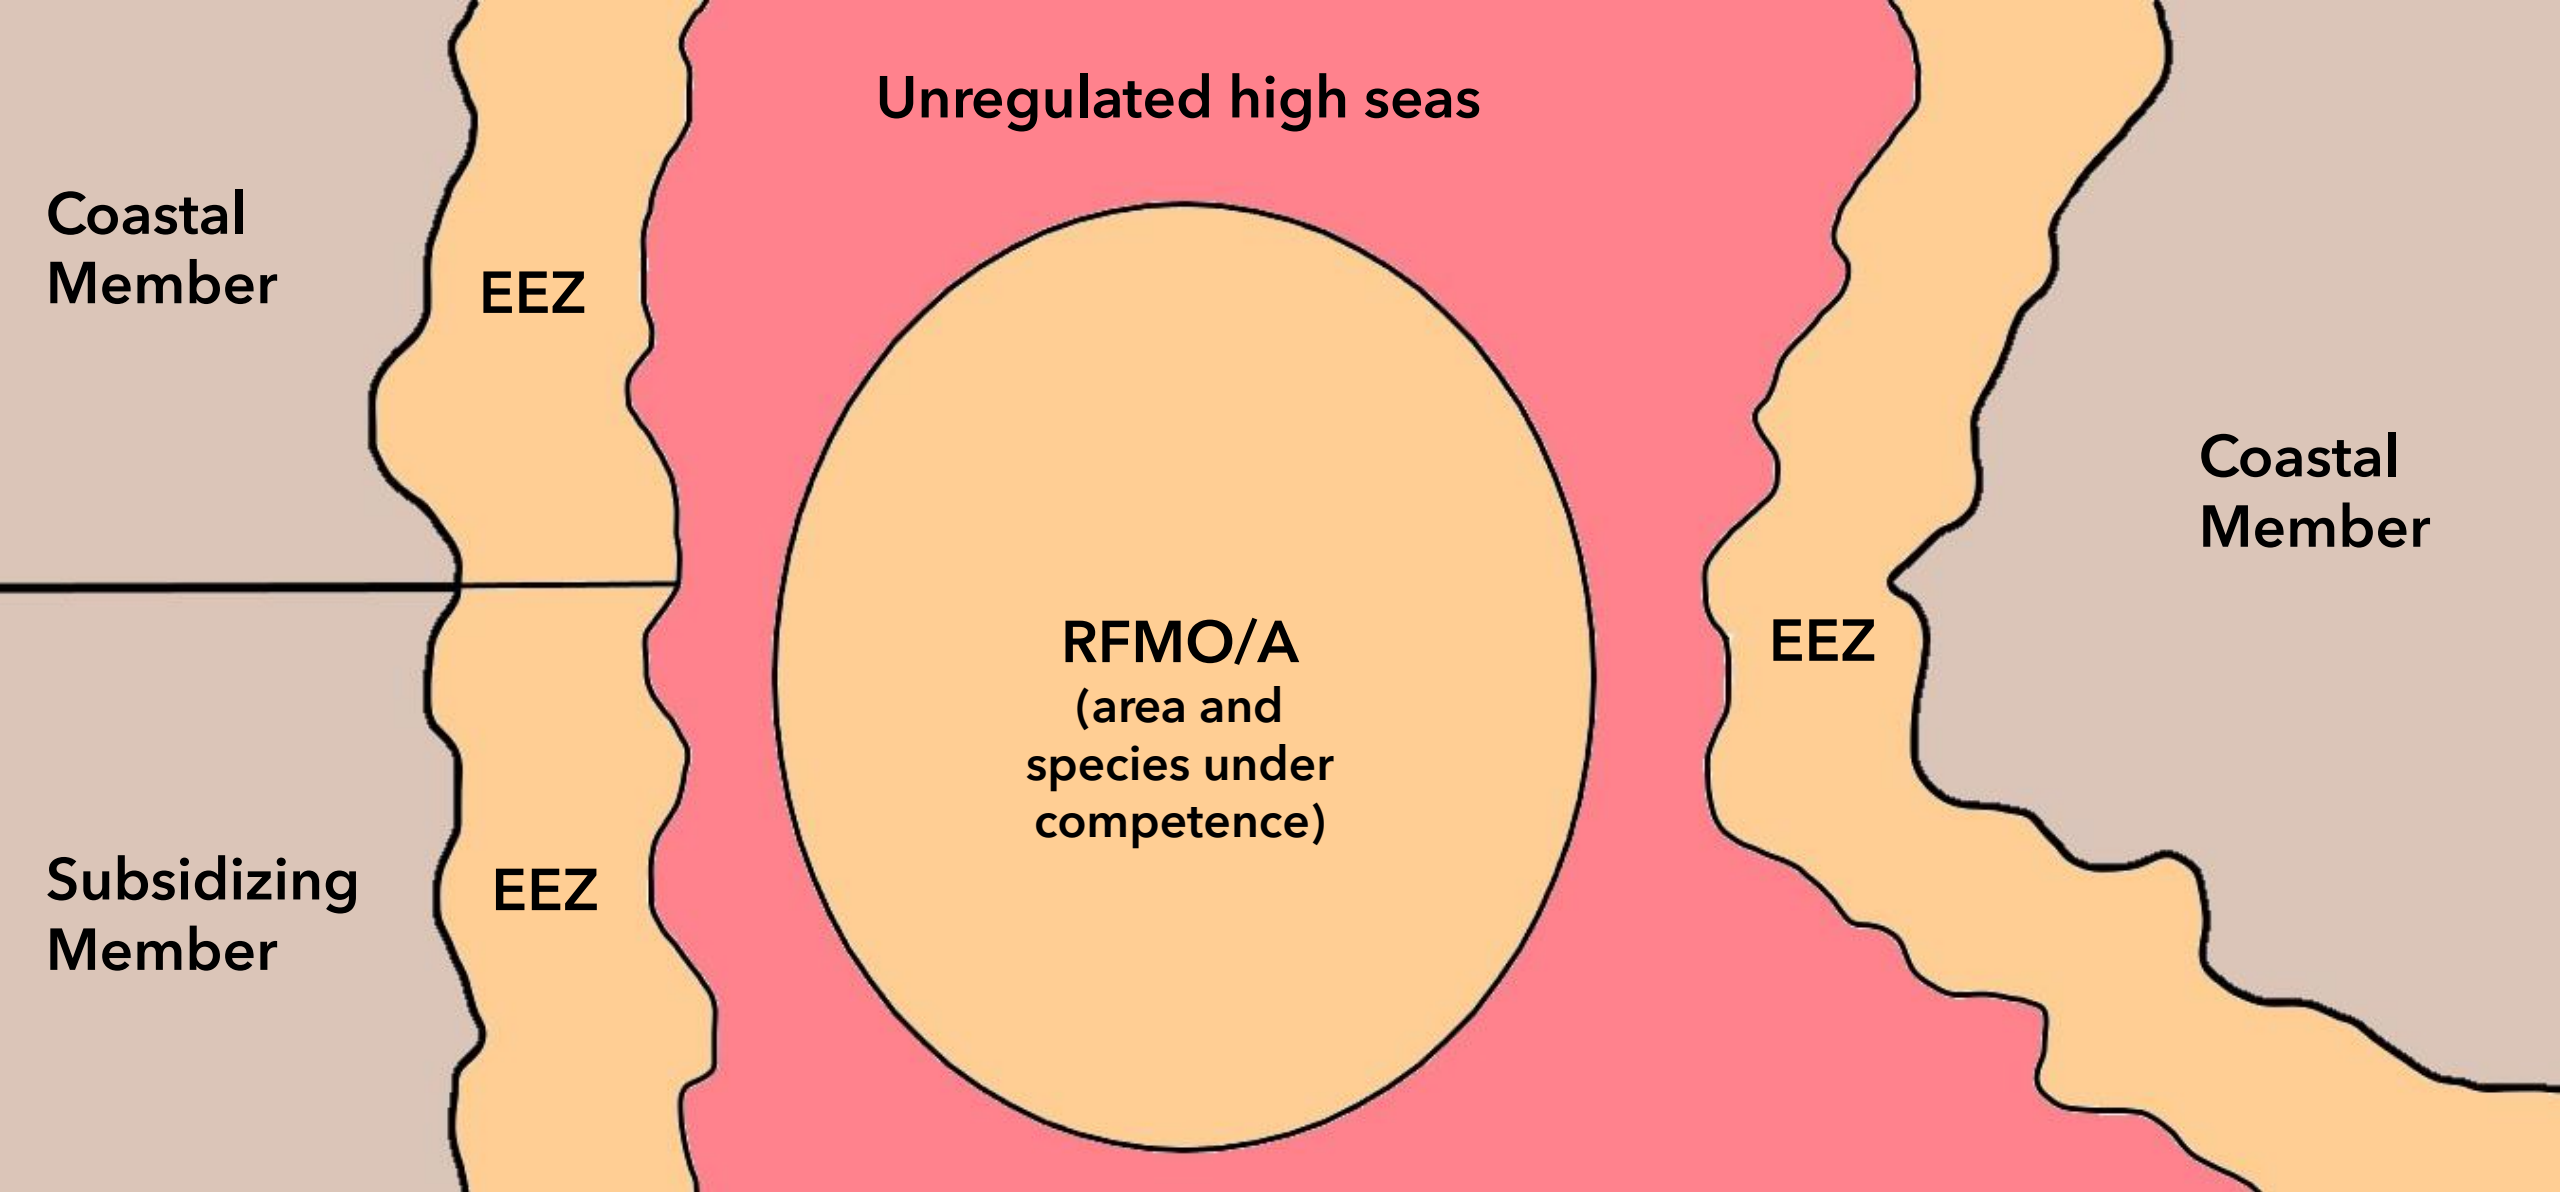 Unregulated high seas
Coastal
Member
EEZ
Coastal
Member
RFMO/A
(area and
species under
competence)
EEZ
Subsidizing
Member
EEZ